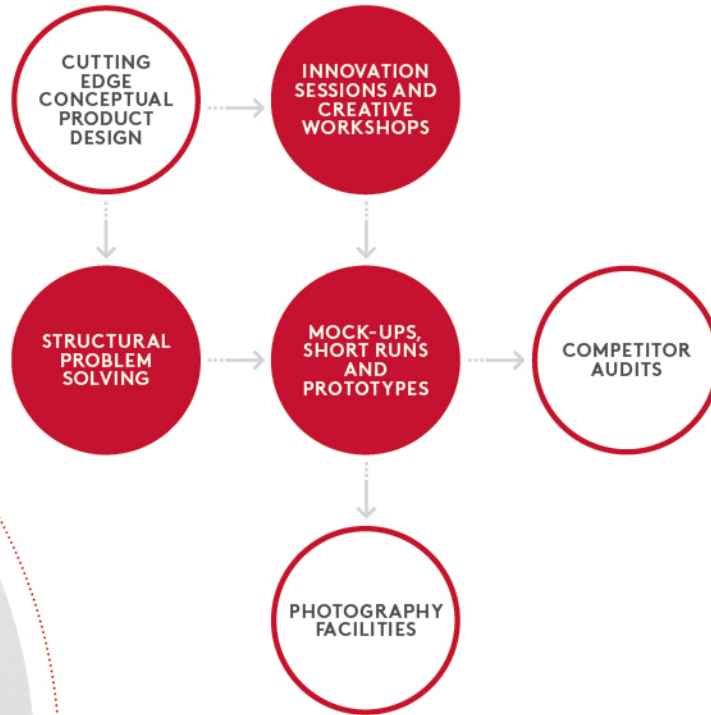 CUTTING
EDGE
CONCEPTUAL
PRODUCT
DESIGN
INNOVATION
SESSIONS AND
CREATIVE
WORKSHOPS
STRUCTURAL
PROBLEM
SOLVING
MOCK-UPS,
SHORT RUNS
AND
PROTOTYPES
COMPETITOR
AUDITS
PHOTOGRAPHY
FACILITIES